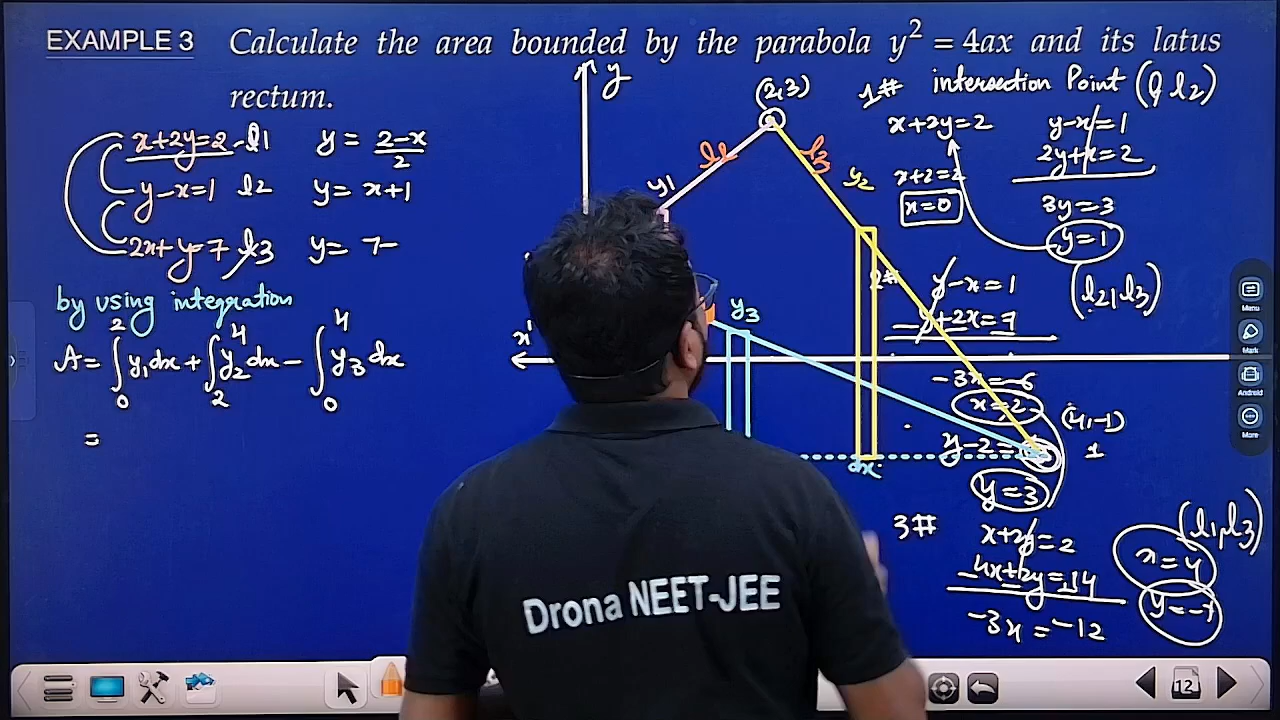 EXAMPLE 3 Calculate the area bounded by the parabola y² = 4ax and its latus
rectum.
x+2y=2 - l1 y = (2-x)/2
y-x=1 l2 y = x+1
2x+y=7 l3 y = 7-
by using integration
A = ∫₀² y₁dx + ∫₂⁴ y₂dx - ∫₀⁴ y₃dx
=
y
(2,3)
l2
l3
y1
y2
y3
x'
dx
(4,-1)
1
1# intersection Point (l, l2)
x+2y=2 y-x=1
2y+x=2
x+2=2 3y=3
x=0 y=1
2# y-x=1 (l2, l3)
y+2x=7
-3x=-6
x=2
y-2=
y=3
3# x+2y=2 (l1, l3)
4x+2y=14 x=4
-3x=-12 y=-1
Drona NEET-JEE
Menu
Mark
Android
More
12